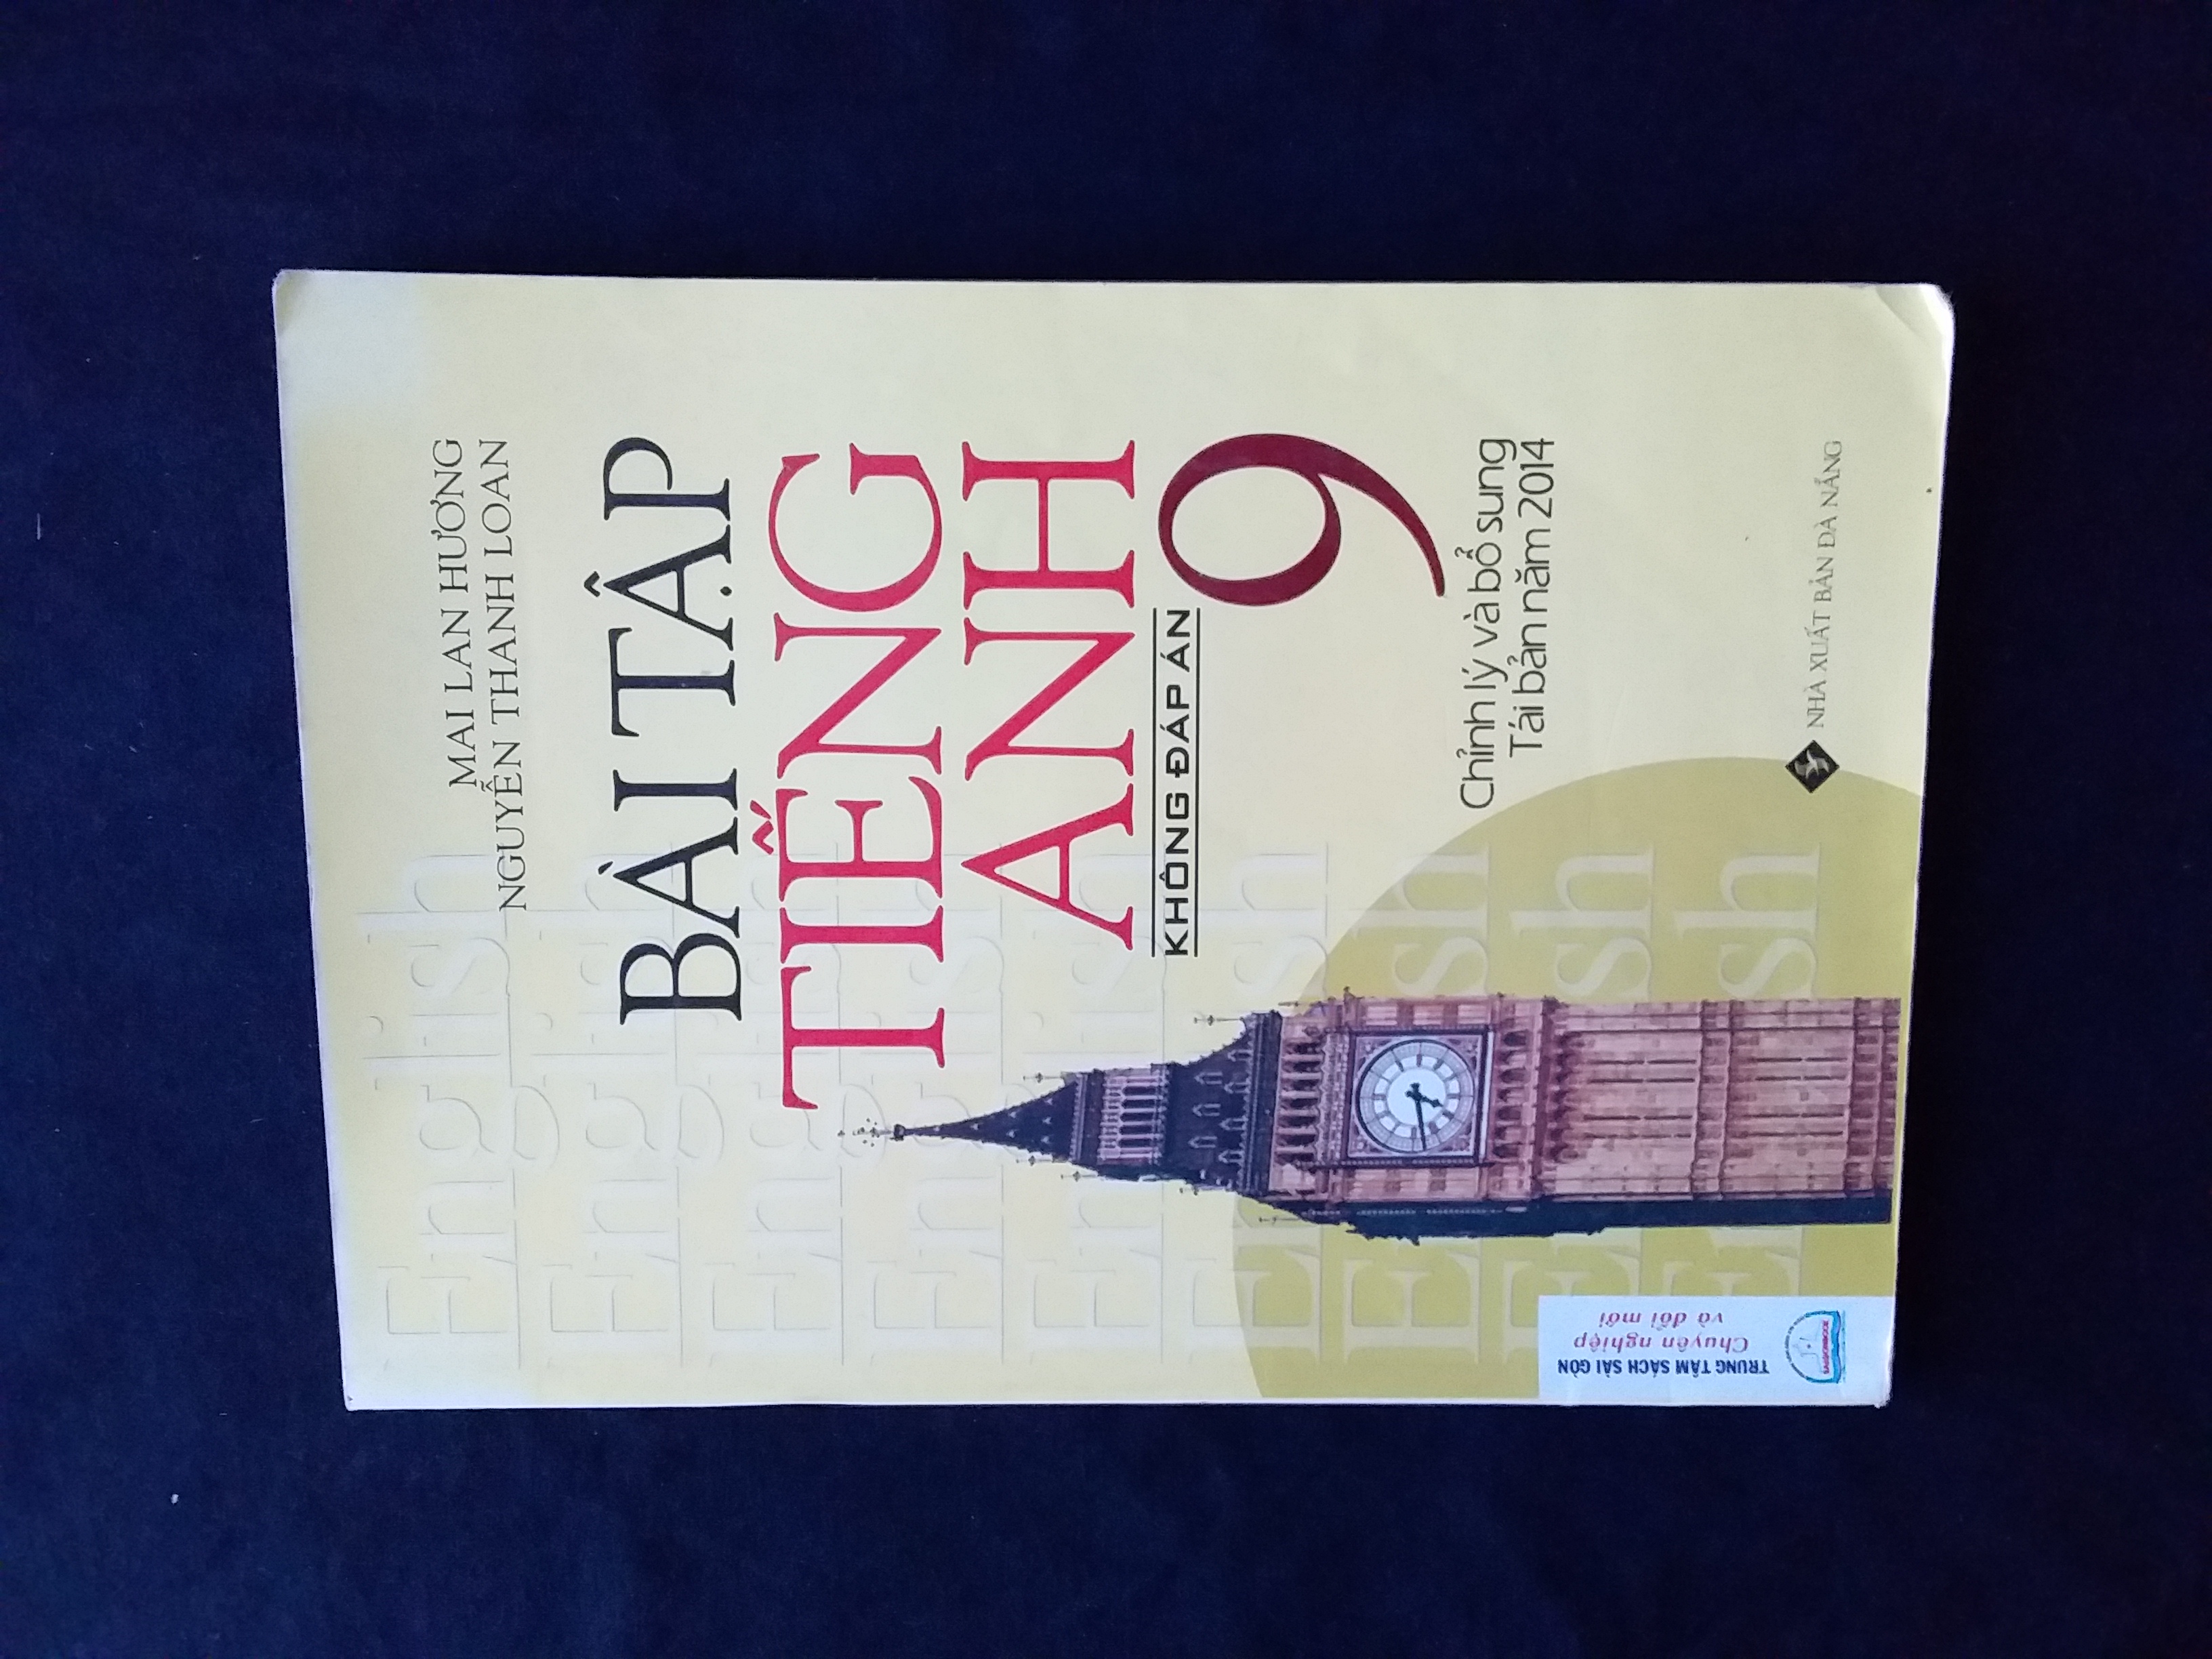 English
English
English
English
English
English
English
English
English
MAI LAN HƯƠNG
NGUYỄN THANH LOAN
BÀI TẬP
TIẾNG
ANH
KHÔNG ĐÁP ÁN
9
Chỉnh lý và bổ sung
Tái bản năm 2014
TRUNG TÂM SÁCH SÀI GÒN
Chuyên nghiệp
và đổi mới
SAIGONBOOK
NHÀ XUẤT BẢN ĐÀ NẴNG